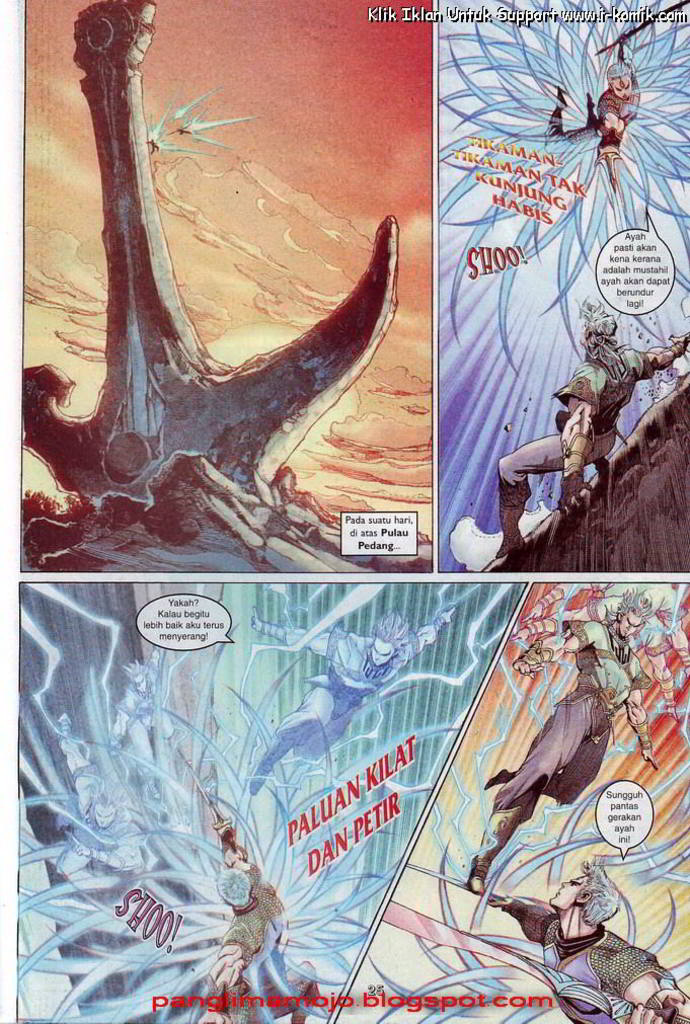 Klik Iklan Untuk Support www.i-komik.com
Pada suatu hari,
di atas Pulau
Pedang...
TIKAMAN-
TIKAMAN TAK
KUNJUNG
HABIS
SHOO!
Ayah
pasti akan
kena kerana
adalah mustahil
ayah akan dapat
berundur
lagi!
Yakah?
Kalau begitu
lebih baik aku terus
menyerang!
PALUAN KILAT
DAN PETIR
SHOO!
Sungguh
pantas
gerakan
ayah
ini!
25
panglimamojo.blogspot.com